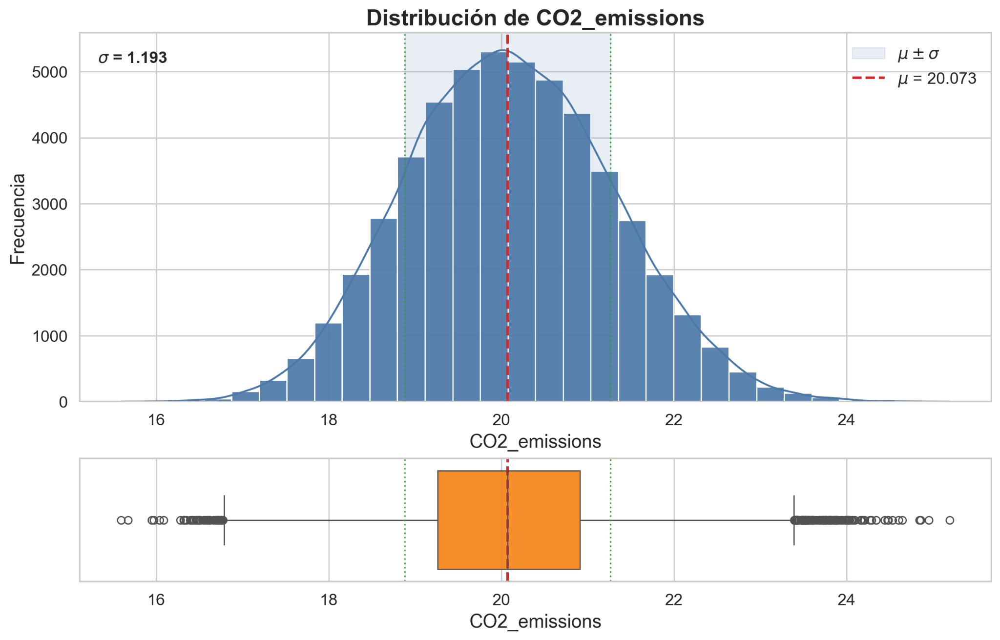 Distribución de CO2_emissions
σ = 1.193
μ ± σ
μ = 20.073
Frecuencia
5000
4000
3000
2000
1000
0
16 18 20 22 24
CO2_emissions
16 18 20 22 24
CO2_emissions